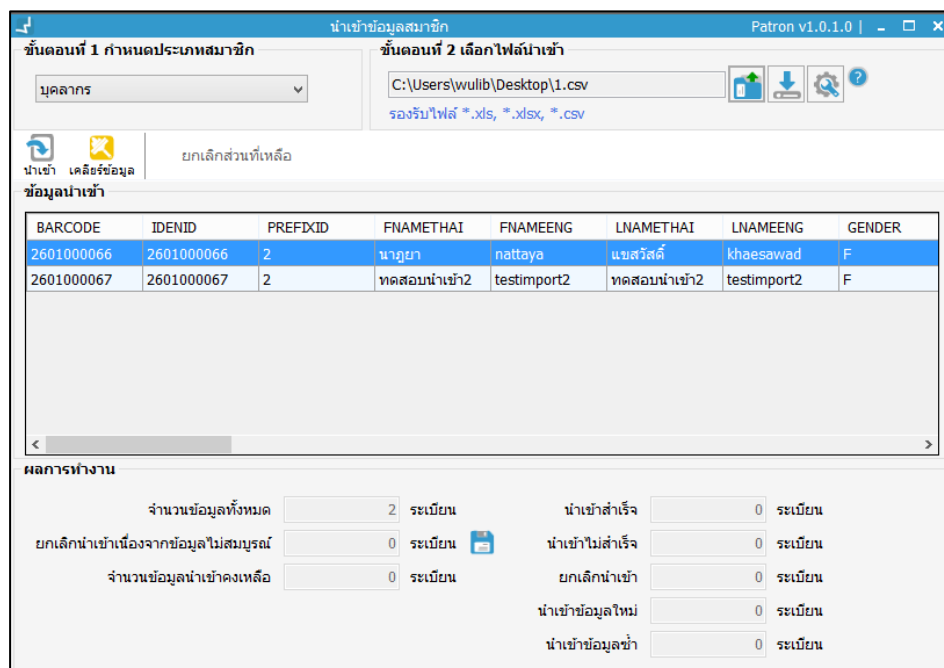 นำเข้าข้อมูลสมาชิก Patron v1.0.1.0 |
ขั้นตอนที่ 1 กำหนดประเภทสมาชิก
บุคลากร
ขั้นตอนที่ 2 เลือกไฟล์นำเข้า
C:\Users\wulib\Desktop\1.csv
รองรับไฟล์ *.xls, *.xlsx, *.csv
นำเข้า เคลียร์ข้อมูล ยกเลิกส่วนที่เหลือ
ข้อมูลนำเข้า
BARCODE IDENID PREFIXID FNAMETHAI FNAMEENG LNAMETHAI LNAMEENG GENDER
2601000066 2601000066 2 นาฎยา nattaya แขสวัสดิ์ khaesawad F
2601000067 2601000067 2 ทดสอบนำเข้า2 testimport2 ทดสอบนำเข้า2 testimport2 F
ผลการทำงาน
จำนวนข้อมูลทั้งหมด 2 ระเบียน นำเข้าสำเร็จ 0 ระเบียน
ยกเลิกนำเข้าเนื่องจากข้อมูลไม่สมบูรณ์ 0 ระเบียน นำเข้าไม่สำเร็จ 0 ระเบียน
จำนวนข้อมูลนำเข้าคงเหลือ 0 ระเบียน ยกเลิกนำเข้า 0 ระเบียน
นำเข้าข้อมูลใหม่ 0 ระเบียน
นำเข้าข้อมูลซ้ำ 0 ระเบียน